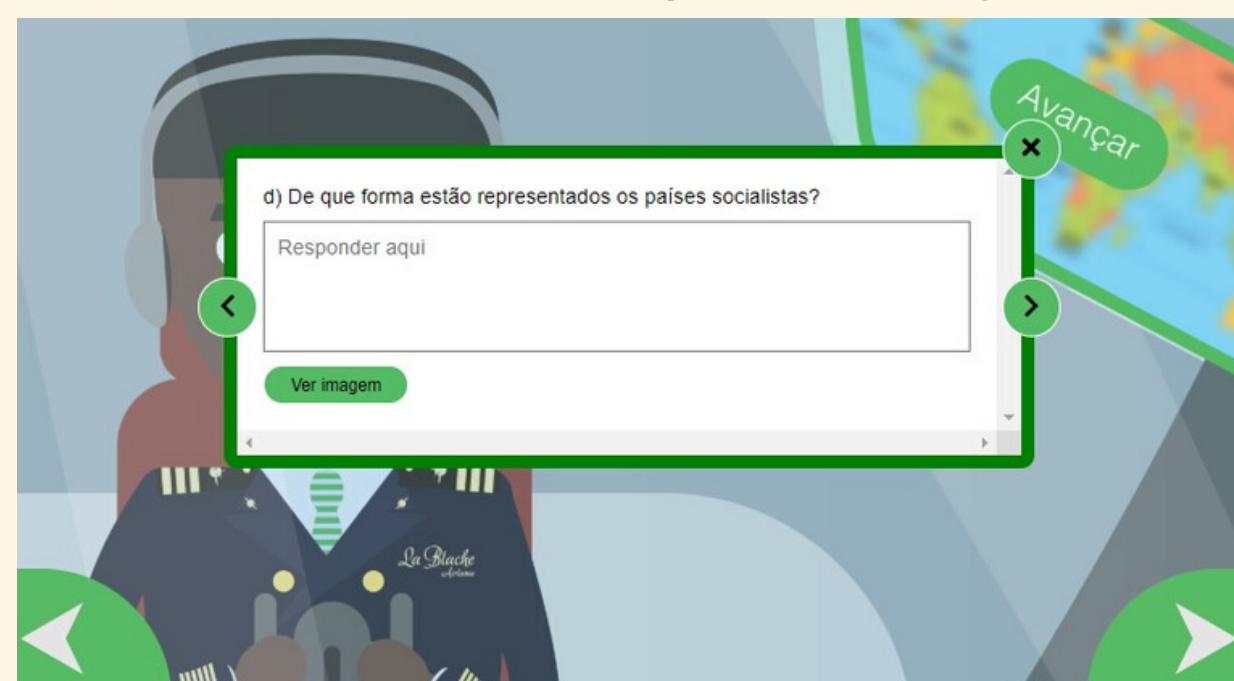 Avançar
d) De que forma estão representados os países socialistas?
Responder aqui
Ver imagem
La Blache